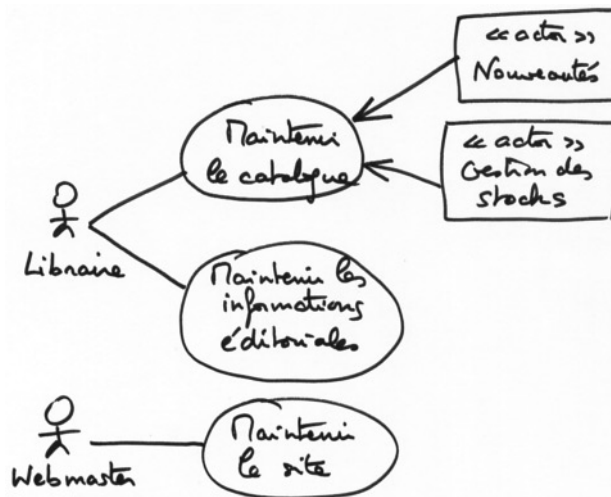 « actor »
Nouveautés
Maintenir
le catalogue
« actor »
Gestion des
stocks
Libraire
Maintenir les
informations
éditoriales
Webmaster
Maintenir
le site